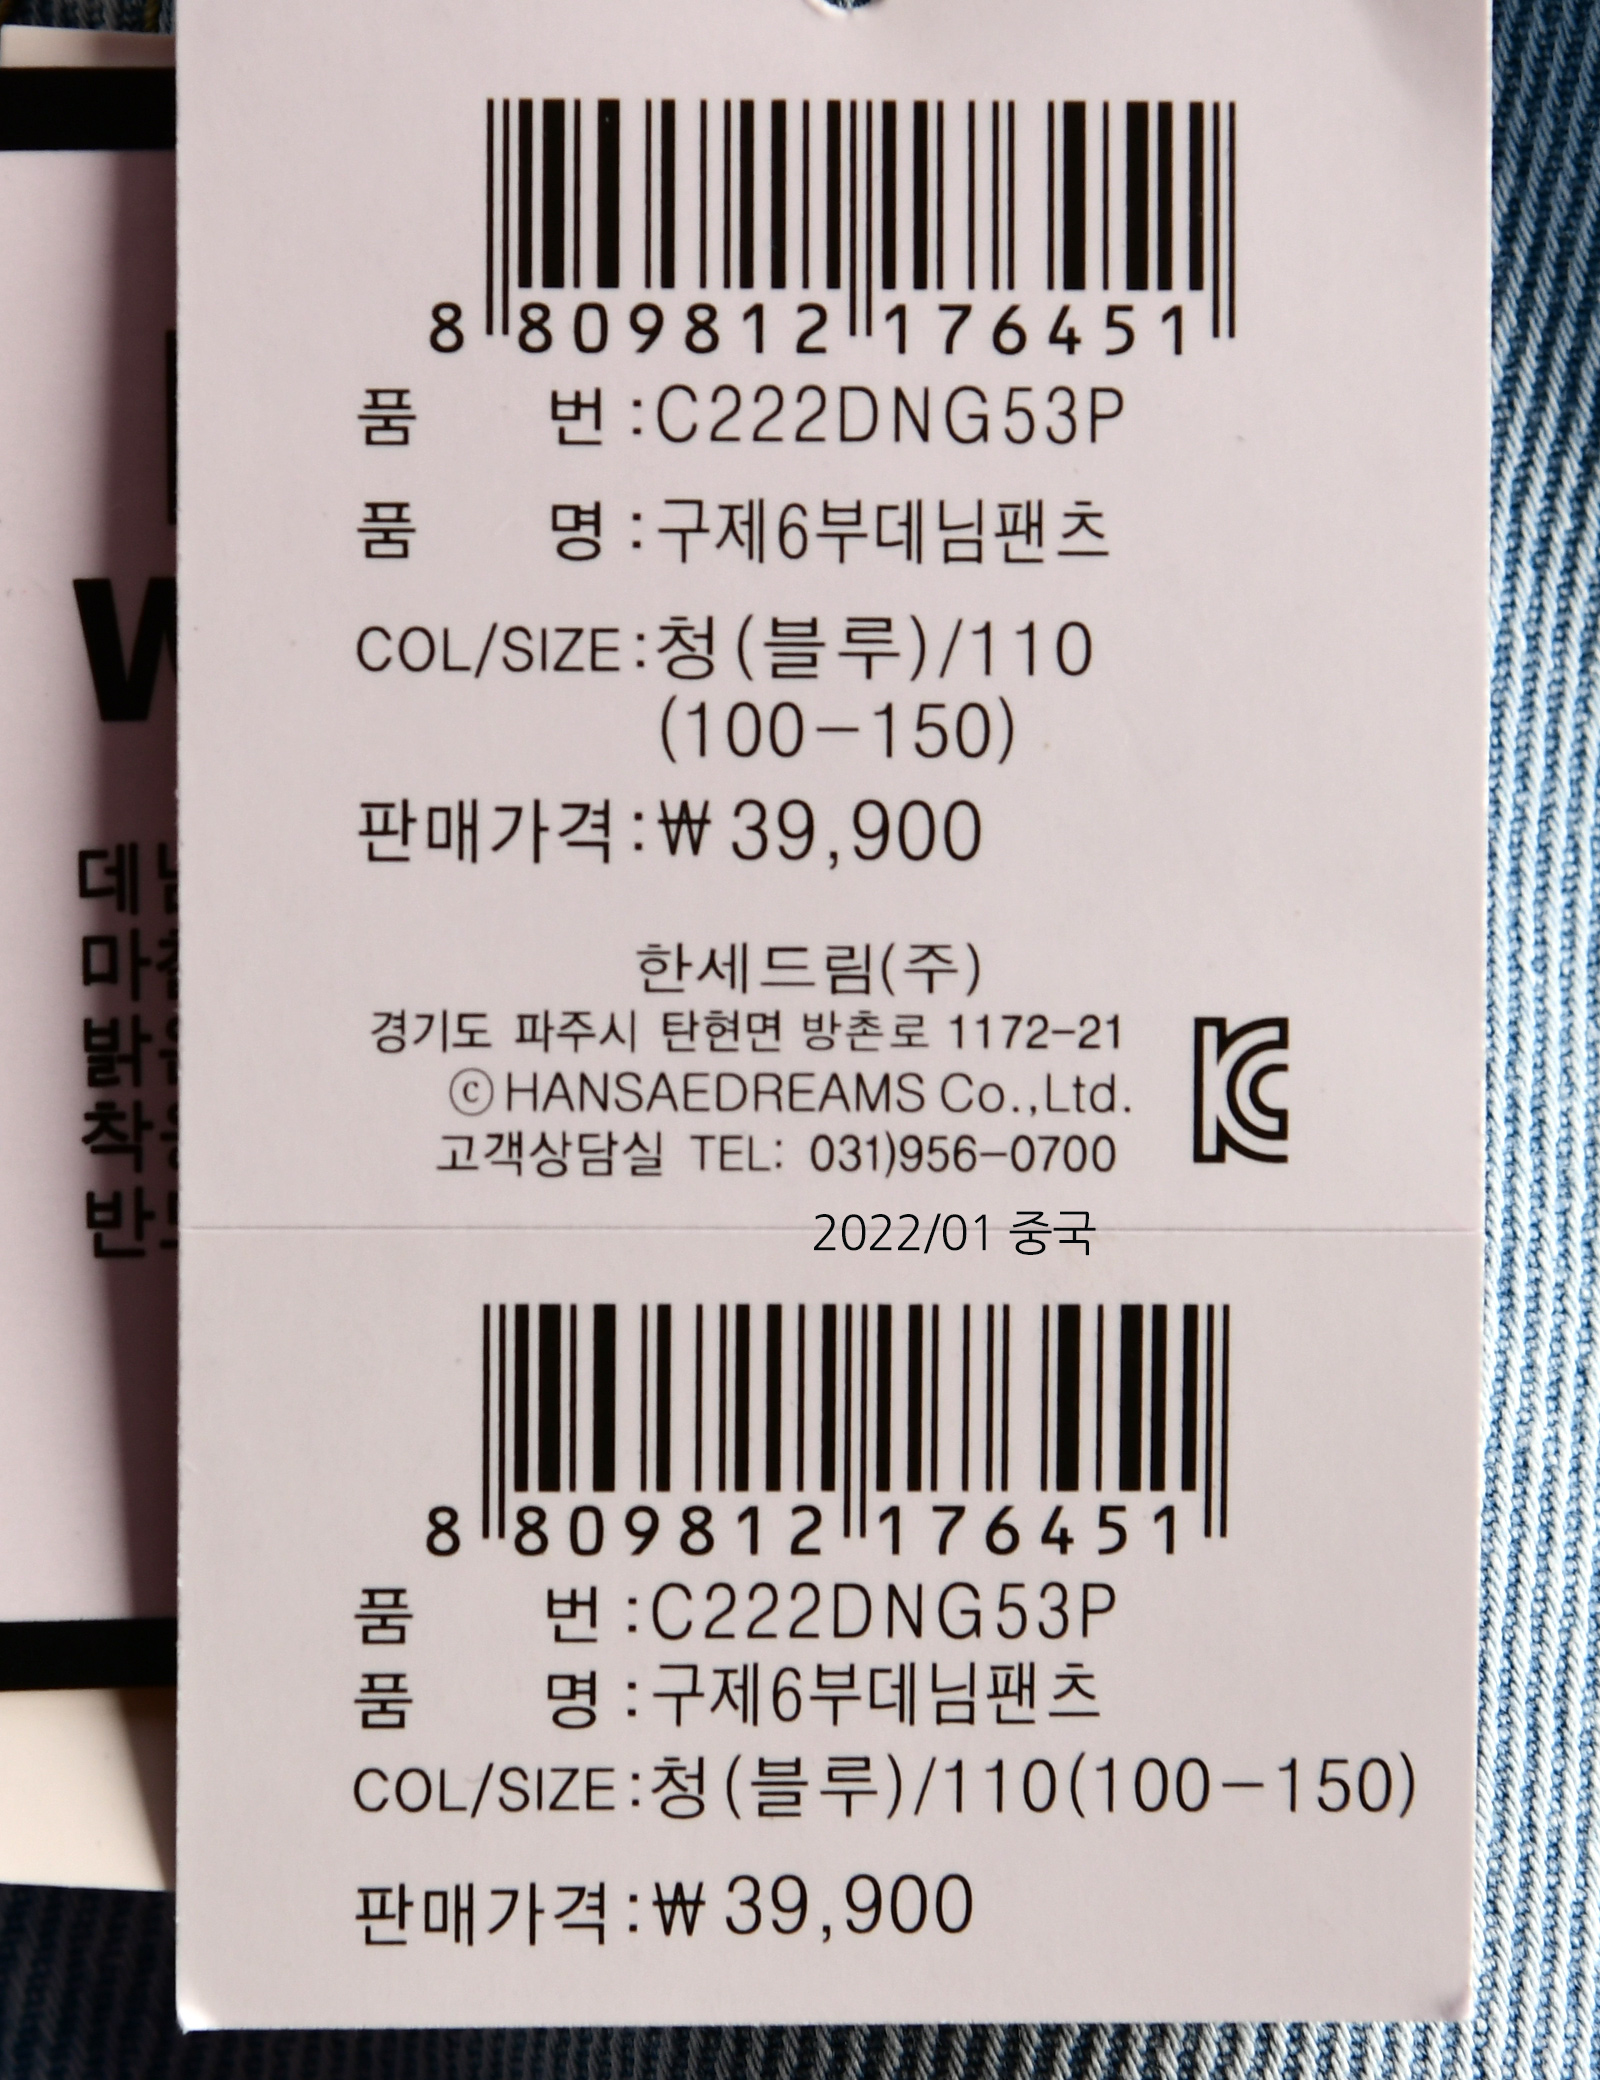 8 809812 176451
품 번 : C222DNG53P
품 명 : 구제6부데님팬츠
COL/SIZE : 청(블루)/110
(100-150)
판매가격 : ₩ 39,900
한세드림(주)
경기도 파주시 탄현면 방촌로 1172-21
ⓒ HANSAEDREAMS Co.,Ltd.
고객상담실 TEL: 031)956-0700
2022/01 중국
8 809812 176451
품 번 : C222DNG53P
품 명 : 구제6부데님팬츠
COL/SIZE : 청(블루)/110(100-150)
판매가격 : ₩ 39,900